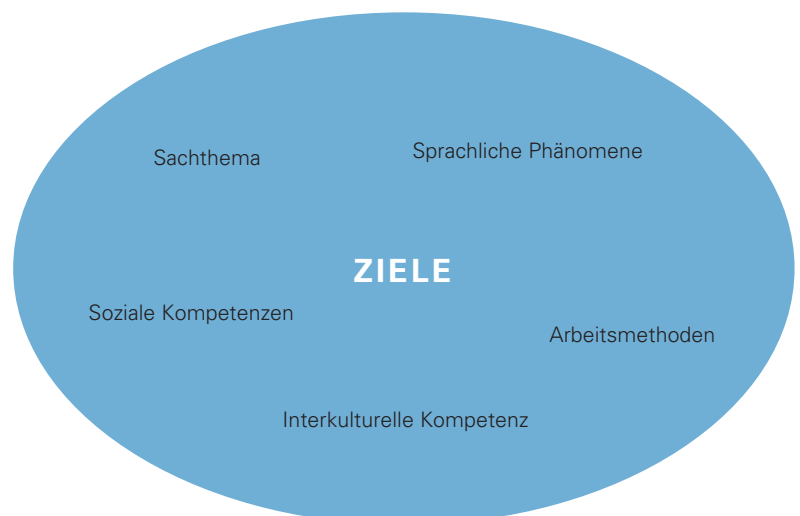 Sachthema
Sprachliche Phänomene
ZIELE
Soziale Kompetenzen
Arbeitsmethoden
Interkulturelle Kompetenz